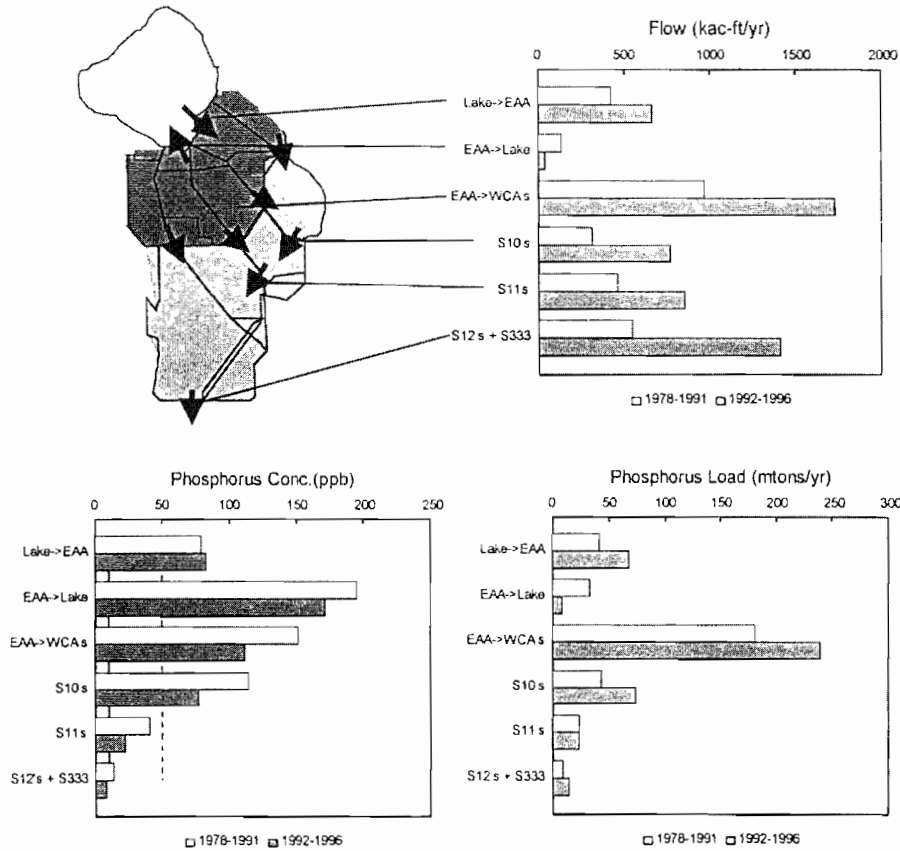 Flow (kac-ft/yr)
0 500 1000 1500 2000
Lake->EAA
EAA->Lake
EAA->WCAs
S10s
S11s
S12's + S333
1978-1991 1992-1996
Phosphorus Conc.(ppb)
0 50 100 150 200 250
Lake->EAA
EAA->Lake
EAA->WCAs
S10s
S11s
S12's + S333
1978-1991 1992-1996
Phosphorus Load (mtons/yr)
0 50 100 150 200 250 300
Lake->EAA
EAA->Lake
EAA->WCAs
S10s
S11s
S12's + S333
1978-1991 1992-1996